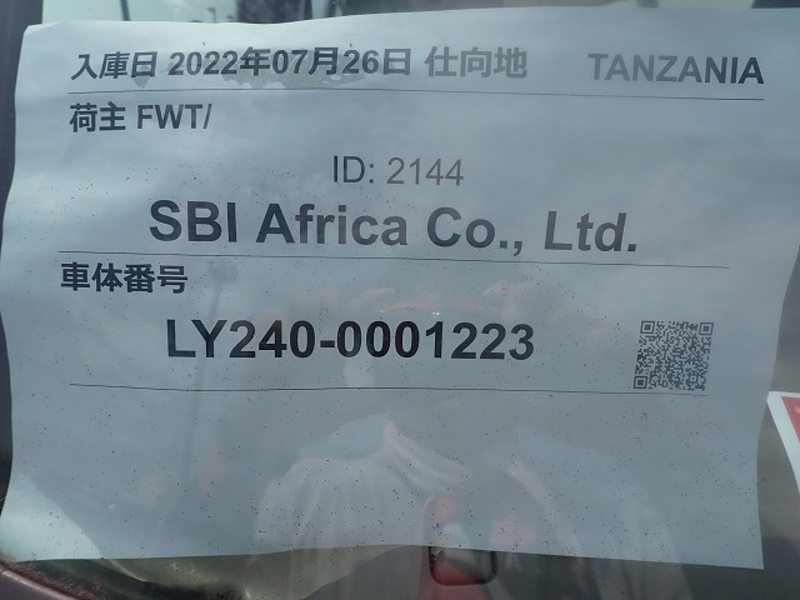 入庫日 2022年07月26日 仕向地 TANZANIA
荷主 FWT/
ID: 2144
SBI Africa Co., Ltd.
車体番号
LY240-0001223